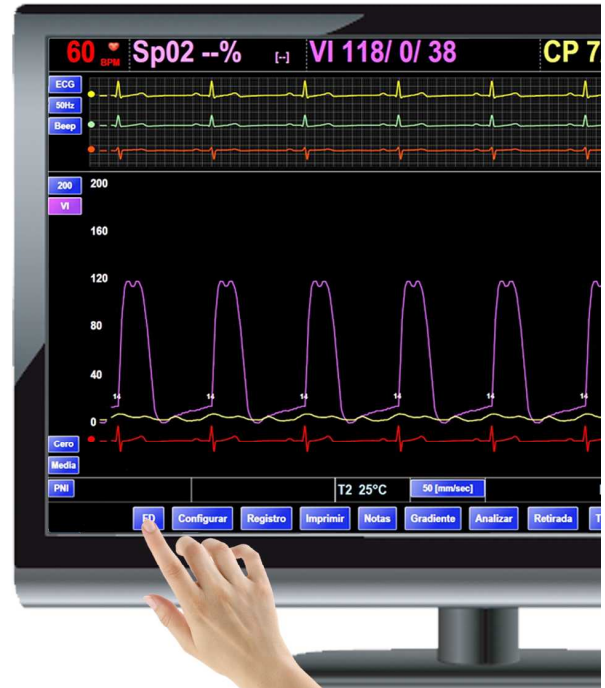 60 BPM Sp02 --% [--] VI 118/ 0/ 38 CP 7
ECG
50Hz
Beep
200 200
VI
160
120
80
40
14 14 14 14 14 14
0
Cero
Media
PNI T2 25°C 50 [mm/sec]
FD Configurar Registro Imprimir Notas Gradiente Analizar Retirada T